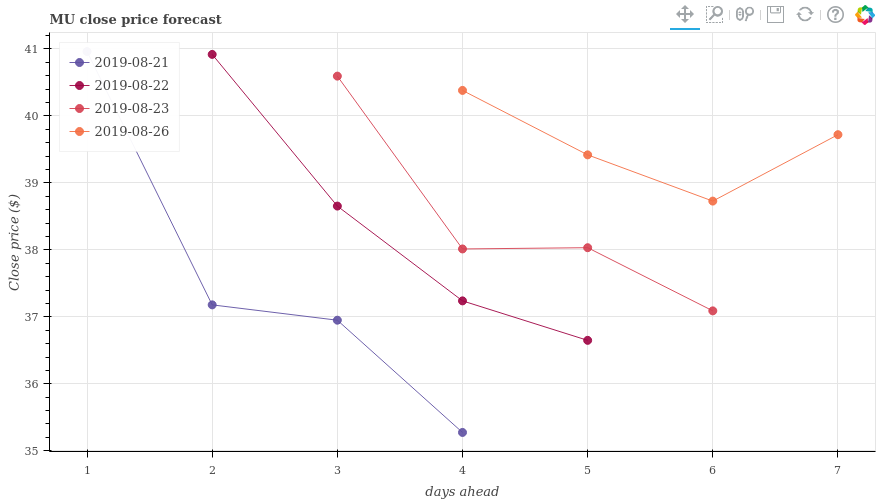 MU close price forecast
2019-08-21
2019-08-22
2019-08-23
2019-08-26
41
40
39
38
37
36
35
Close price ($)
1 2 3 4 5 6 7
days ahead